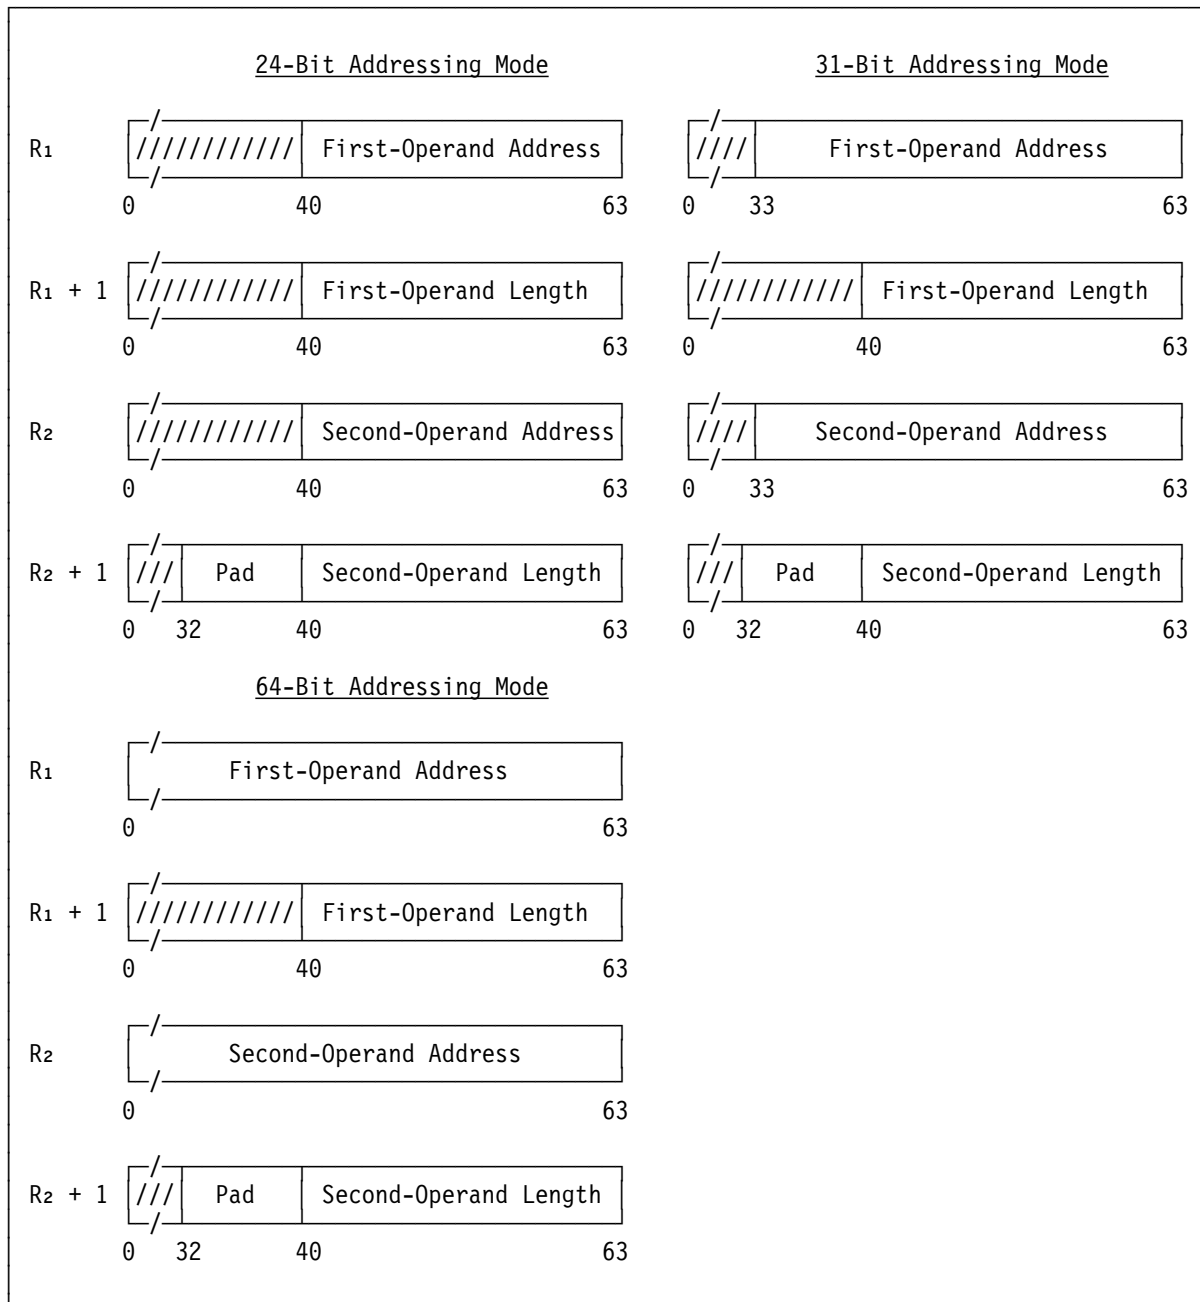 24-Bit Addressing Mode 31-Bit Addressing Mode
R₁ //////////// First-Operand Address //// First-Operand Address
0 40 63 0 33 63
R₁ + 1 //////////// First-Operand Length //////////// First-Operand Length
0 40 63 0 40 63
R₂ //////////// Second-Operand Address //// Second-Operand Address
0 40 63 0 33 63
R₂ + 1 /// Pad Second-Operand Length /// Pad Second-Operand Length
0 32 40 63 0 32 40 63
64-Bit Addressing Mode
R₁ First-Operand Address
0 63
R₁ + 1 //////////// First-Operand Length
0 40 63
R₂ Second-Operand Address
0 63
R₂ + 1 /// Pad Second-Operand Length
0 32 40 63